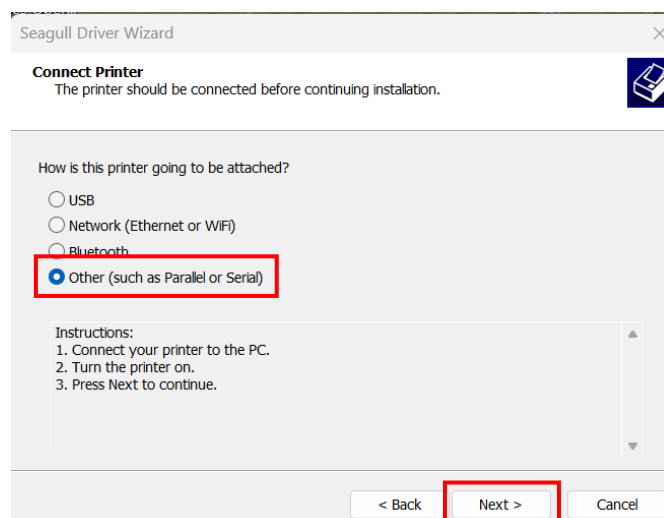 Seagull Driver Wizard
Connect Printer
The printer should be connected before continuing installation.
How is this printer going to be attached?
USB
Network (Ethernet or WiFi)
Bluetooth
Other (such as Parallel or Serial)
Instructions:
1. Connect your printer to the PC.
2. Turn the printer on.
3. Press Next to continue.
< Back
Next >
Cancel